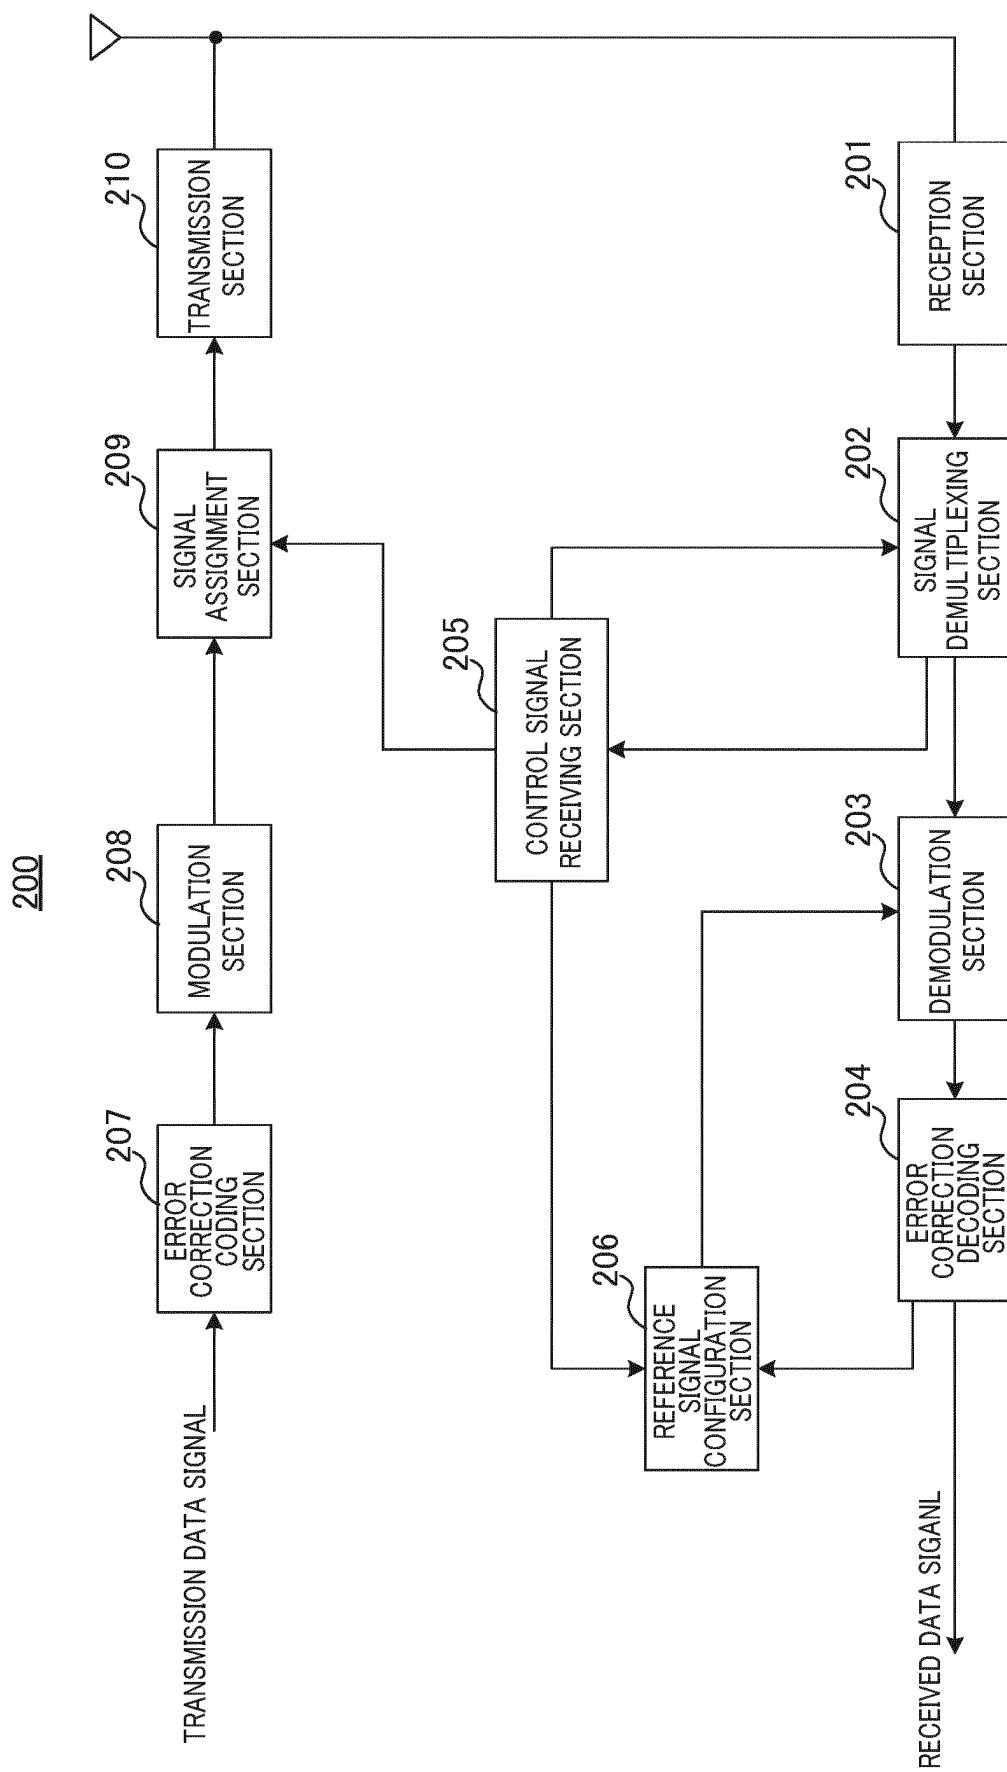 200
TRANSMISSION DATA SIGNAL
207
ERROR
CORRECTION
CODING
SECTION
208
MODULATION
SECTION
209
SIGNAL
ASSIGNMENT
SECTION
210
TRANSMISSION
SECTION
205
CONTROL SIGNAL
RECEIVING SECTION
206
REFERENCE
SIGNAL
CONFIGURATION
SECTION
RECEIVED DATA SIGANL
204
ERROR
CORRECTION
DECODING
SECTION
203
DEMODULATION
SECTION
202
SIGNAL
DEMULTIPLEXING
SECTION
201
RECEPTION
SECTION